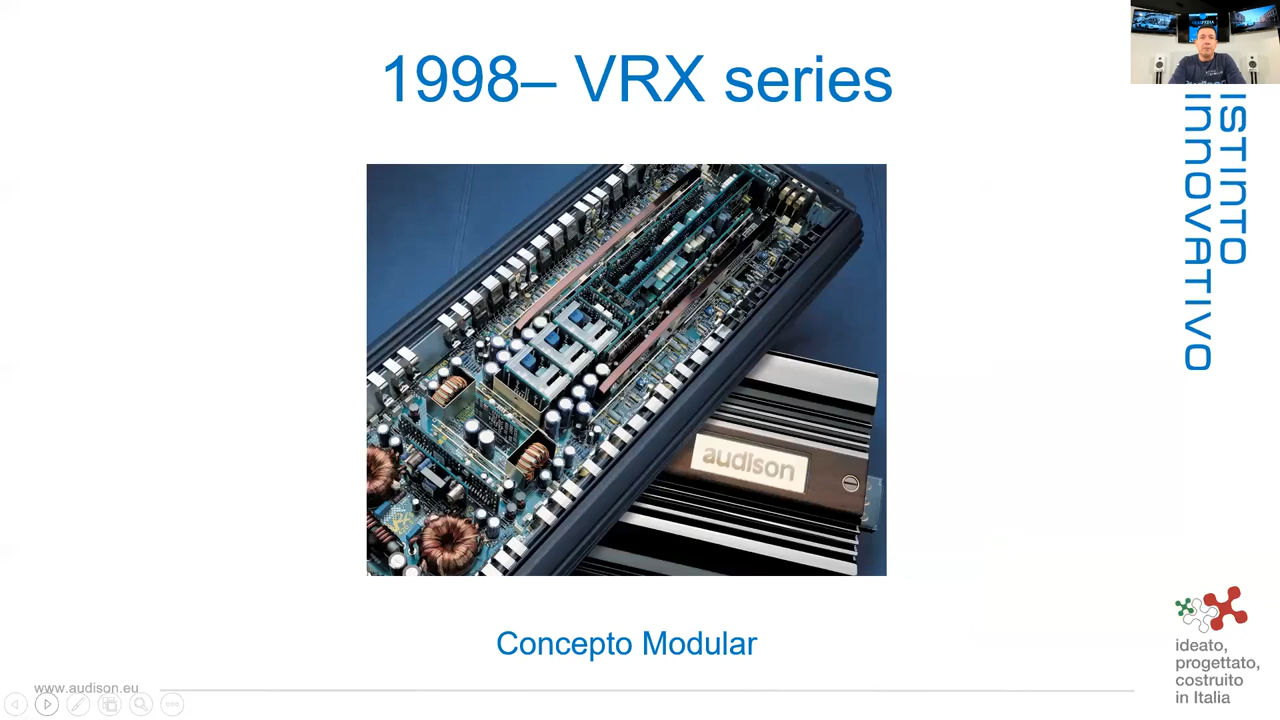 1998– VRX series
ISTINTO
INNOVATIVO
audison
Concepto Modular
ideato,
progettato,
costruito
in Italia
www.audison.eu